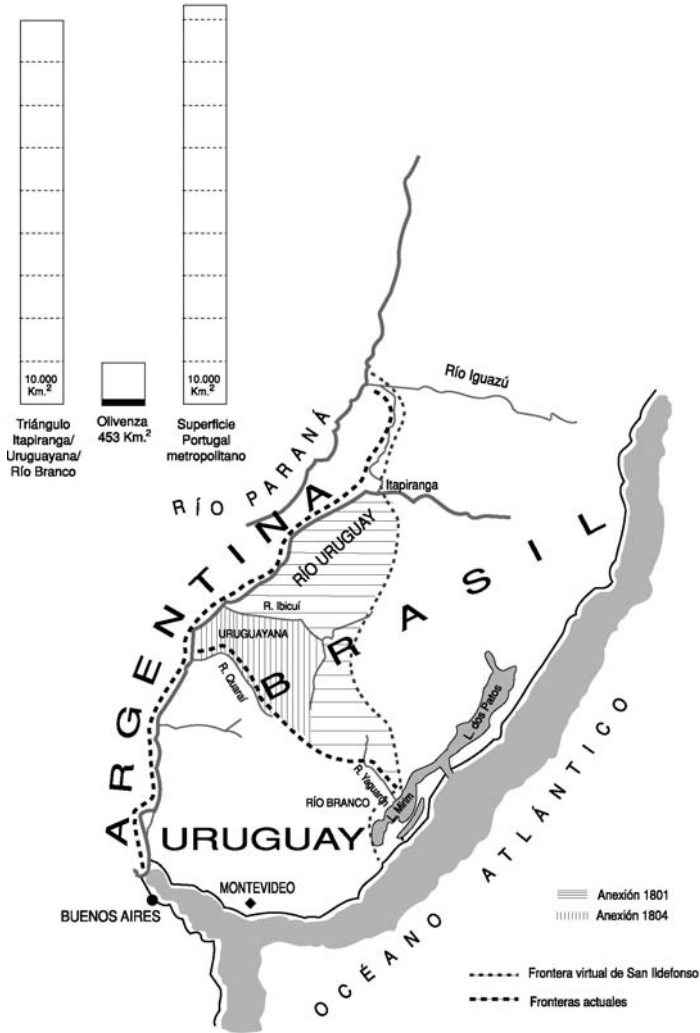 10.000
Km.²
10.000
Km.²
Triángulo
Itapiranga/
Uruguayana/
Río Branco
Olivenza
453 Km.²
Superficie
Portugal
metropolitano
RÍO PARANÁ
Río Iguazú
Itapiranga
ARGENTINA
RÍO URUGUAY
BRASIL
R. Ibicuí
URUGUAYANA
R. Quaraí
L. dos Patos
R. Yaguarón
RÍO BRANCO
L. Mirim
URUGUAY
MONTEVIDEO
BUENOS AIRES
OCÉANO ATLÁNTICO
Anexión 1801
Anexión 1804
Frontera virtual de San Ildefonso
Fronteras actuales